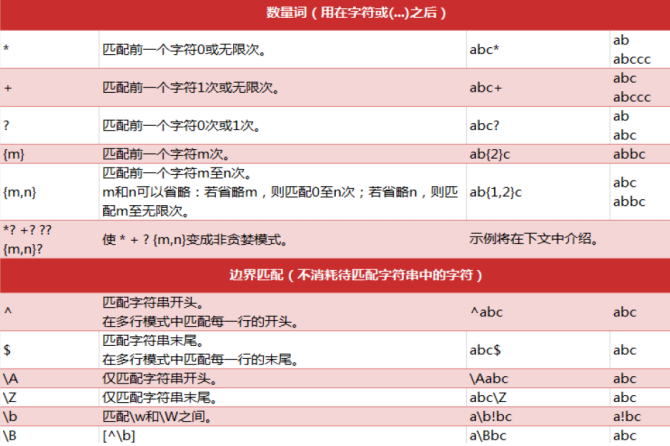 数量词（用在字符或(...)之后）
* 匹配前一个字符0或无限次。 abc* ab
abccc
+ 匹配前一个字符1次或无限次。 abc+ abc
abccc
? 匹配前一个字符0次或1次。 abc? ab
abc
{m} 匹配前一个字符m次。 ab{2}c abbc
{m,n} 匹配前一个字符m至n次。
m和n可以省略：若省略m，则匹配0至n次；若省略n，则匹
配m至无限次。 ab{1,2}c abc
abbc
*? +? ??
{m,n}? 使 * + ? {m,n}变成非贪婪模式。 示例将在下文中介绍。
边界匹配（不消耗待匹配字符串中的字符）
^ 匹配字符串开头。
在多行模式中匹配每一行的开头。 ^abc abc
$ 匹配字符串末尾。
在多行模式中匹配每一行的末尾。 abc$ abc
\A 仅匹配字符串开头。 \Aabc abc
\Z 仅匹配字符串末尾。 abc\Z abc
\b 匹配\w和\W之间。 a\b!bc a!bc
\B [^\b] a\Bbc abc